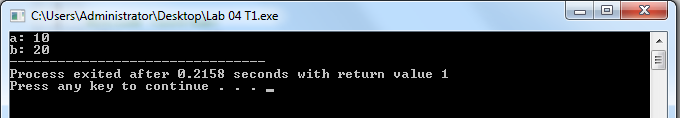 C:\Users\Administrator\Desktop\Lab 04 T1.exe
a: 10
b: 20
--------------------------------
Process exited after 0.2158 seconds with return value 1
Press any key to continue . . . _